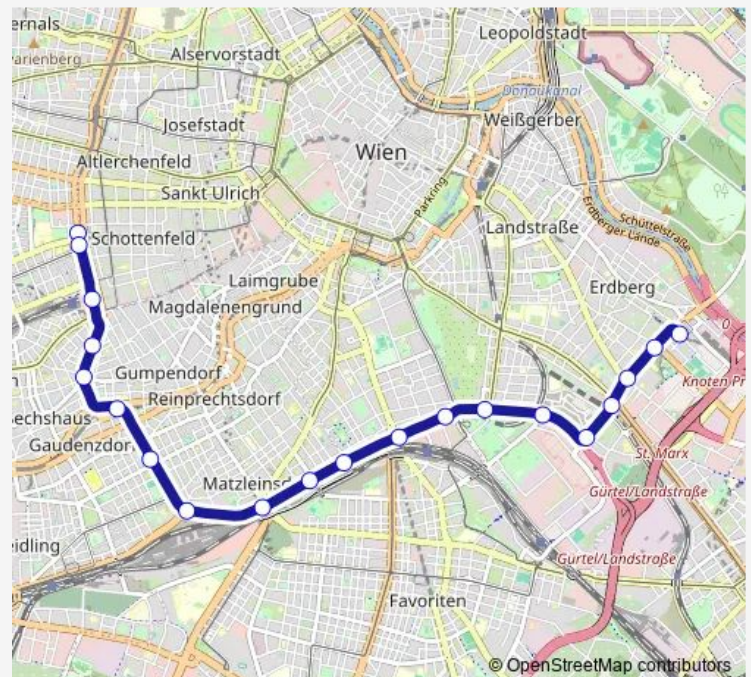 ernals
Alservorstadt
Leopoldstadt
arienberg
Donaukanal
Josefstadt
Weißgerber
Altlerchenfeld
Wien
Sankt Ulrich
Parkring
Schottenfeld
Landstraße
Schüttelstraße
Erdberger Lände
Laimgrube
Erdberg
Magdalenengrund
Gumpendorf
Knoten Pr
Reinprechtsdorf
echshaus
Gaudenzdor
St. Marx
Matzleinsd
Gürtel/Landstraße
eidling
Gürtel/Landstraße
Favoriten
© OpenStreetMap contributors